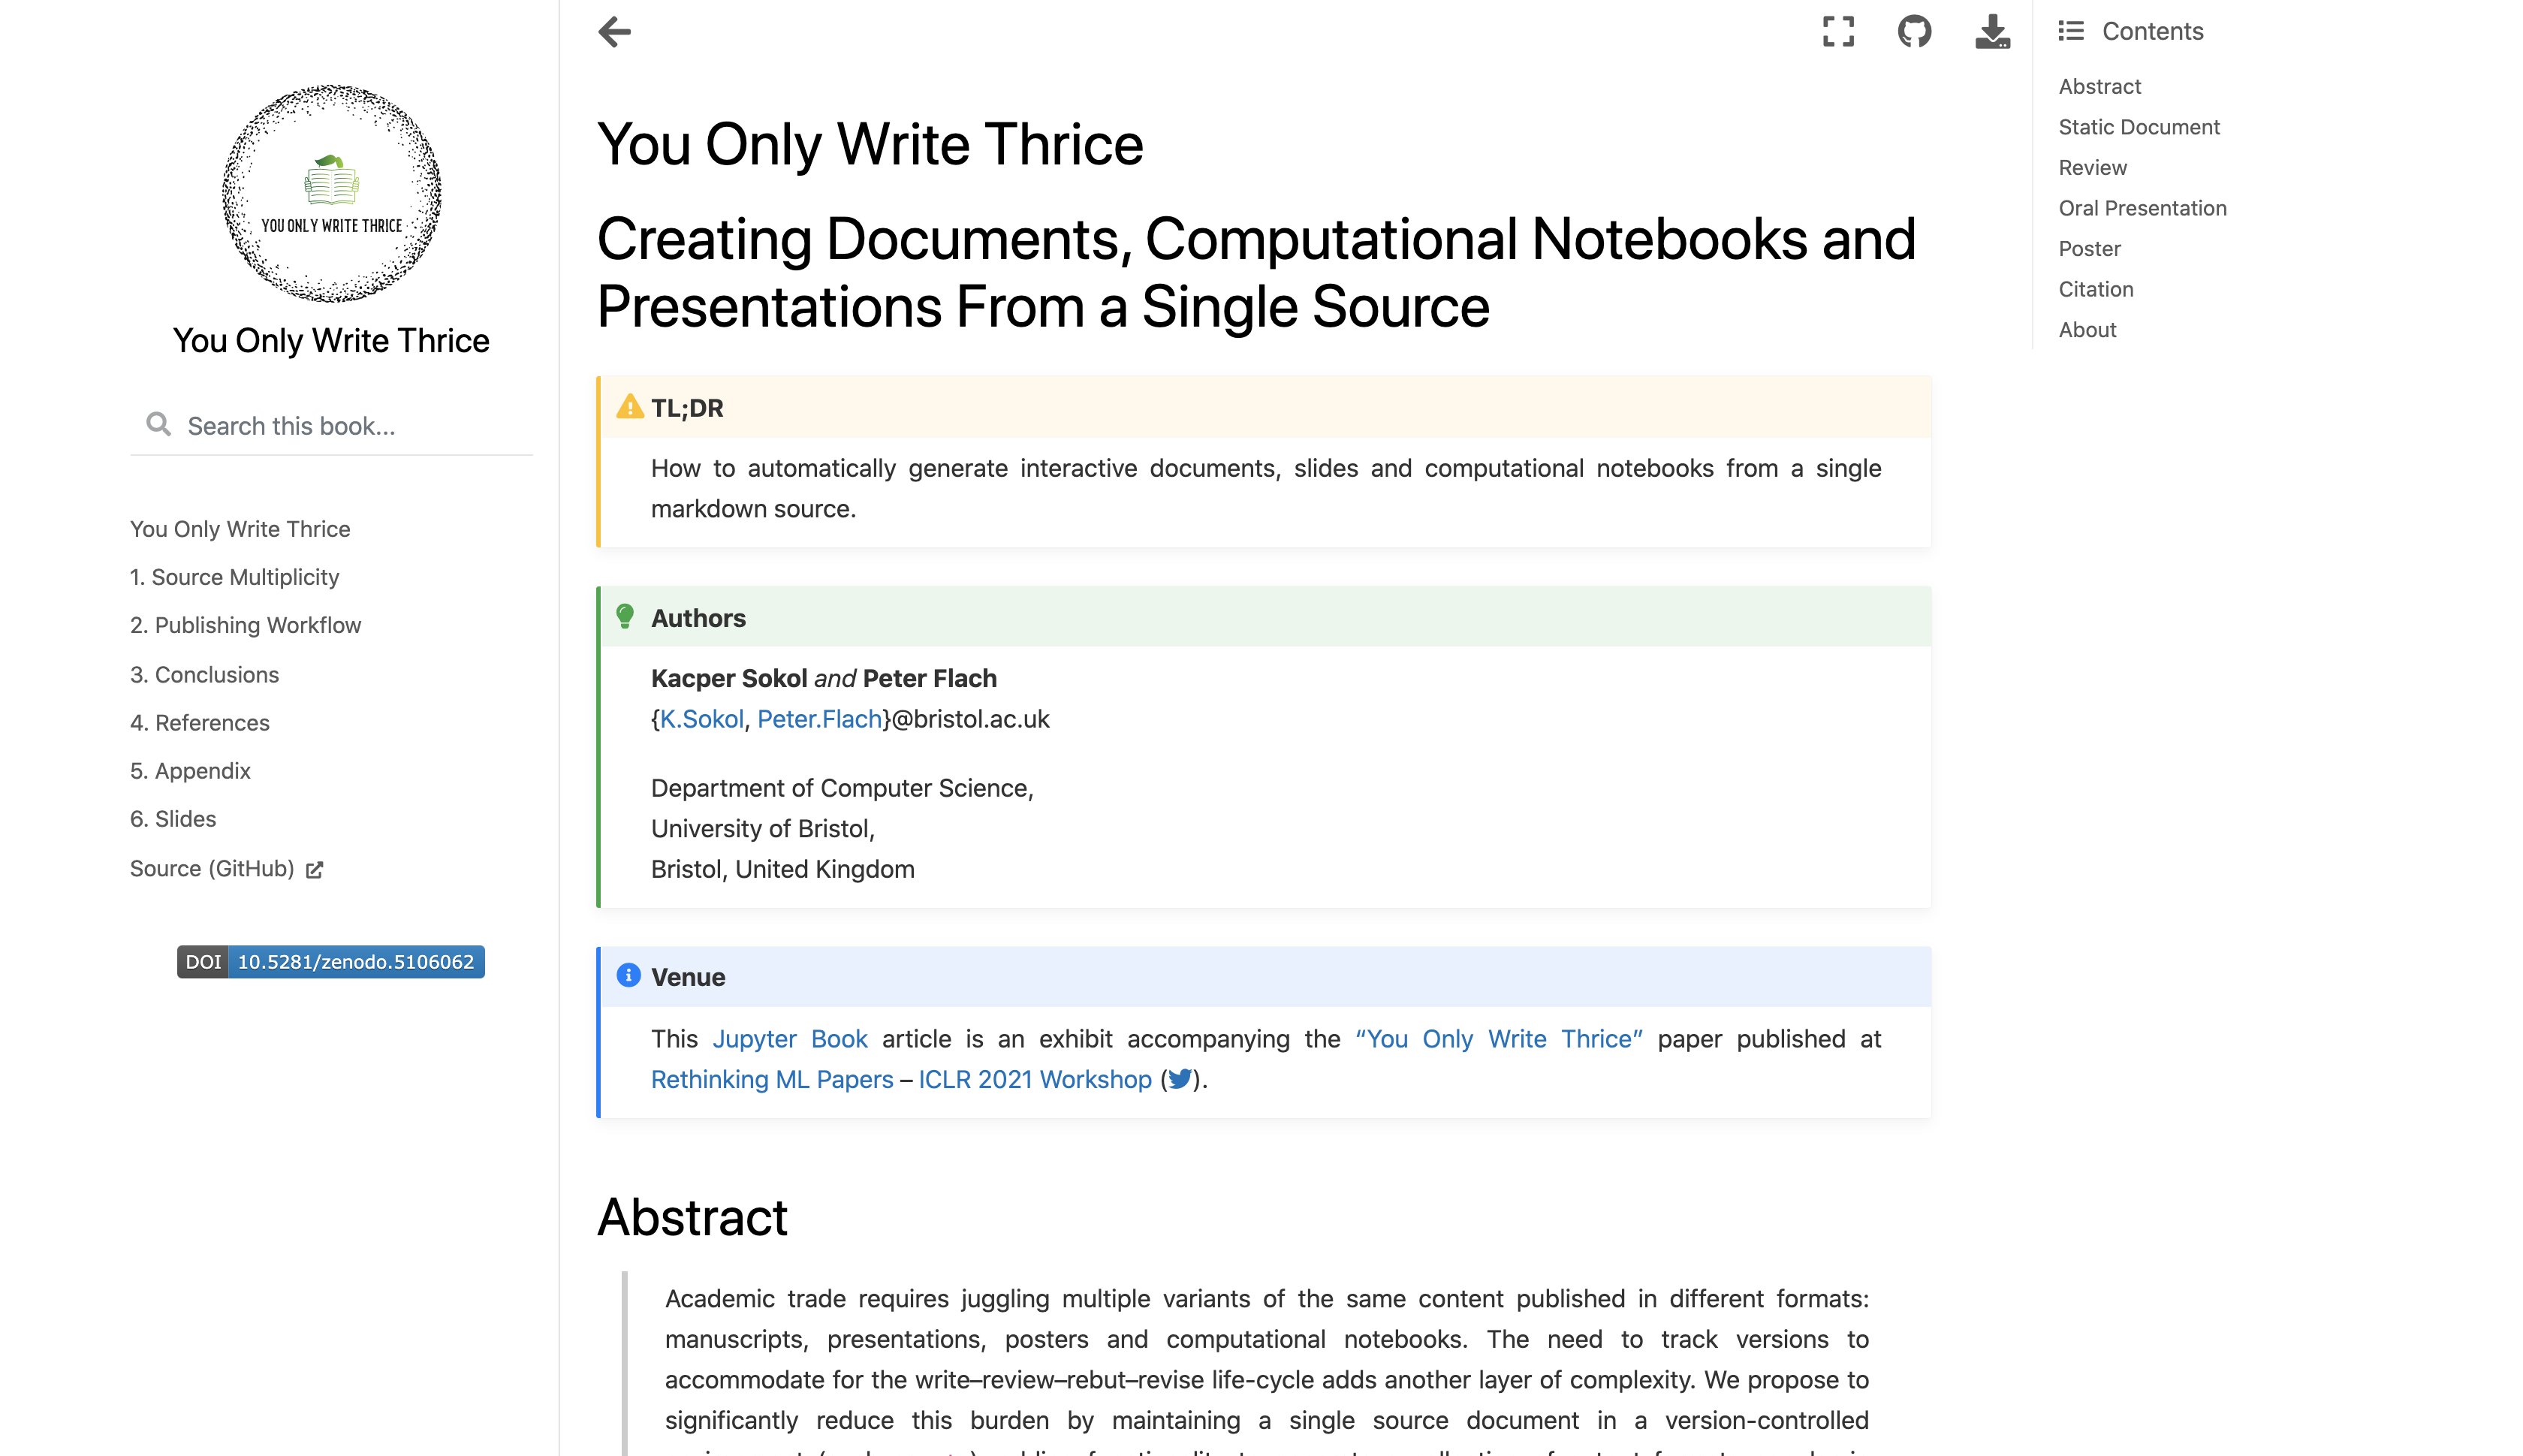 YOU ONLY WRITE THRICE
You Only Write Thrice
Search this book...
You Only Write Thrice
1. Source Multiplicity
2. Publishing Workflow
3. Conclusions
4. References
5. Appendix
6. Slides
Source (GitHub)
DOI 10.5281/zenodo.5106062
You Only Write Thrice
Creating Documents, Computational Notebooks and
Presentations From a Single Source
TL;DR
How to automatically generate interactive documents, slides and computational notebooks from a single
markdown source.
Authors
Kacper Sokol and Peter Flach
{K.Sokol, Peter.Flach}@bristol.ac.uk
Department of Computer Science,
University of Bristol,
Bristol, United Kingdom
Venue
This Jupyter Book article is an exhibit accompanying the “You Only Write Thrice” paper published at
Rethinking ML Papers – ICLR 2021 Workshop ().
Abstract
Academic trade requires juggling multiple variants of the same content published in different formats:
manuscripts, presentations, posters and computational notebooks. The need to track versions to
accommodate for the write–review–rebut–revise life-cycle adds another layer of complexity. We propose to
significantly reduce this burden by maintaining a single source document in a version-controlled
Contents
Abstract
Static Document
Review
Oral Presentation
Poster
Citation
About